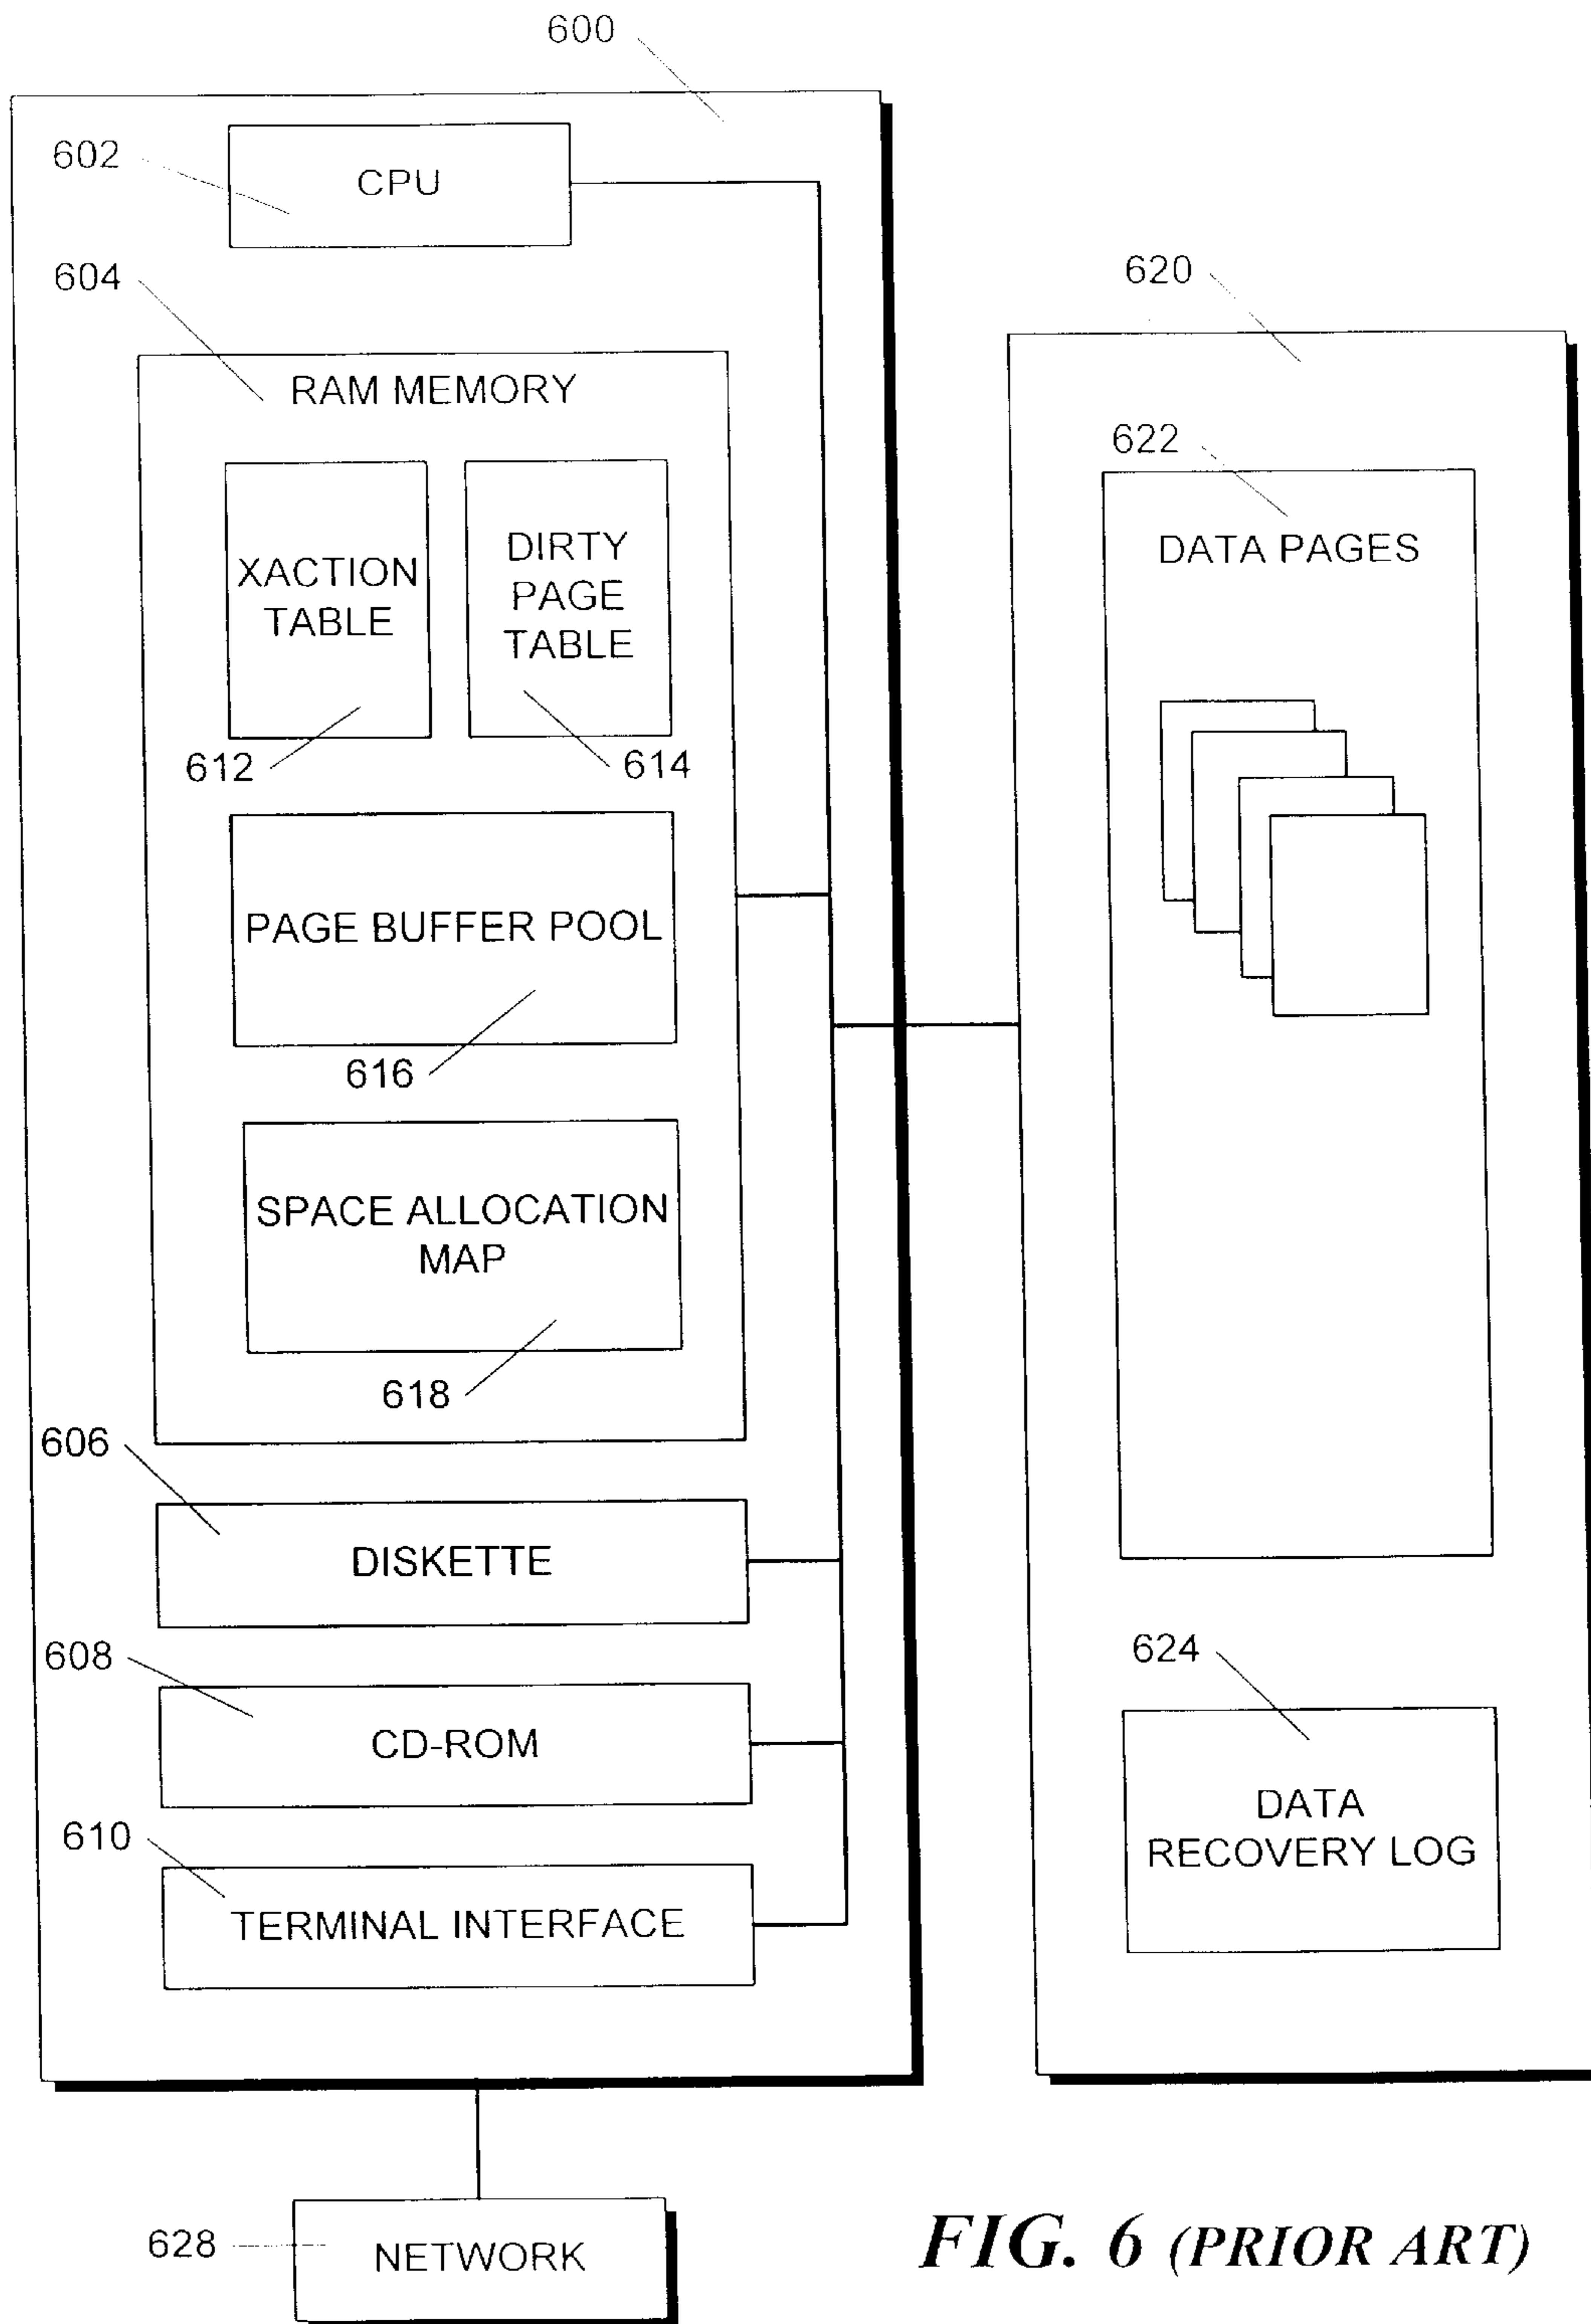 600
602
CPU
604
RAM MEMORY
XACTION
TABLE
612
DIRTY
PAGE
TABLE
614
PAGE BUFFER POOL
616
SPACE ALLOCATION
MAP
618
606
DISKETTE
608
CD-ROM
610
TERMINAL INTERFACE
620
622
DATA PAGES
624
DATA
RECOVERY LOG
628
NETWORK
FIG. 6 (PRIOR ART)